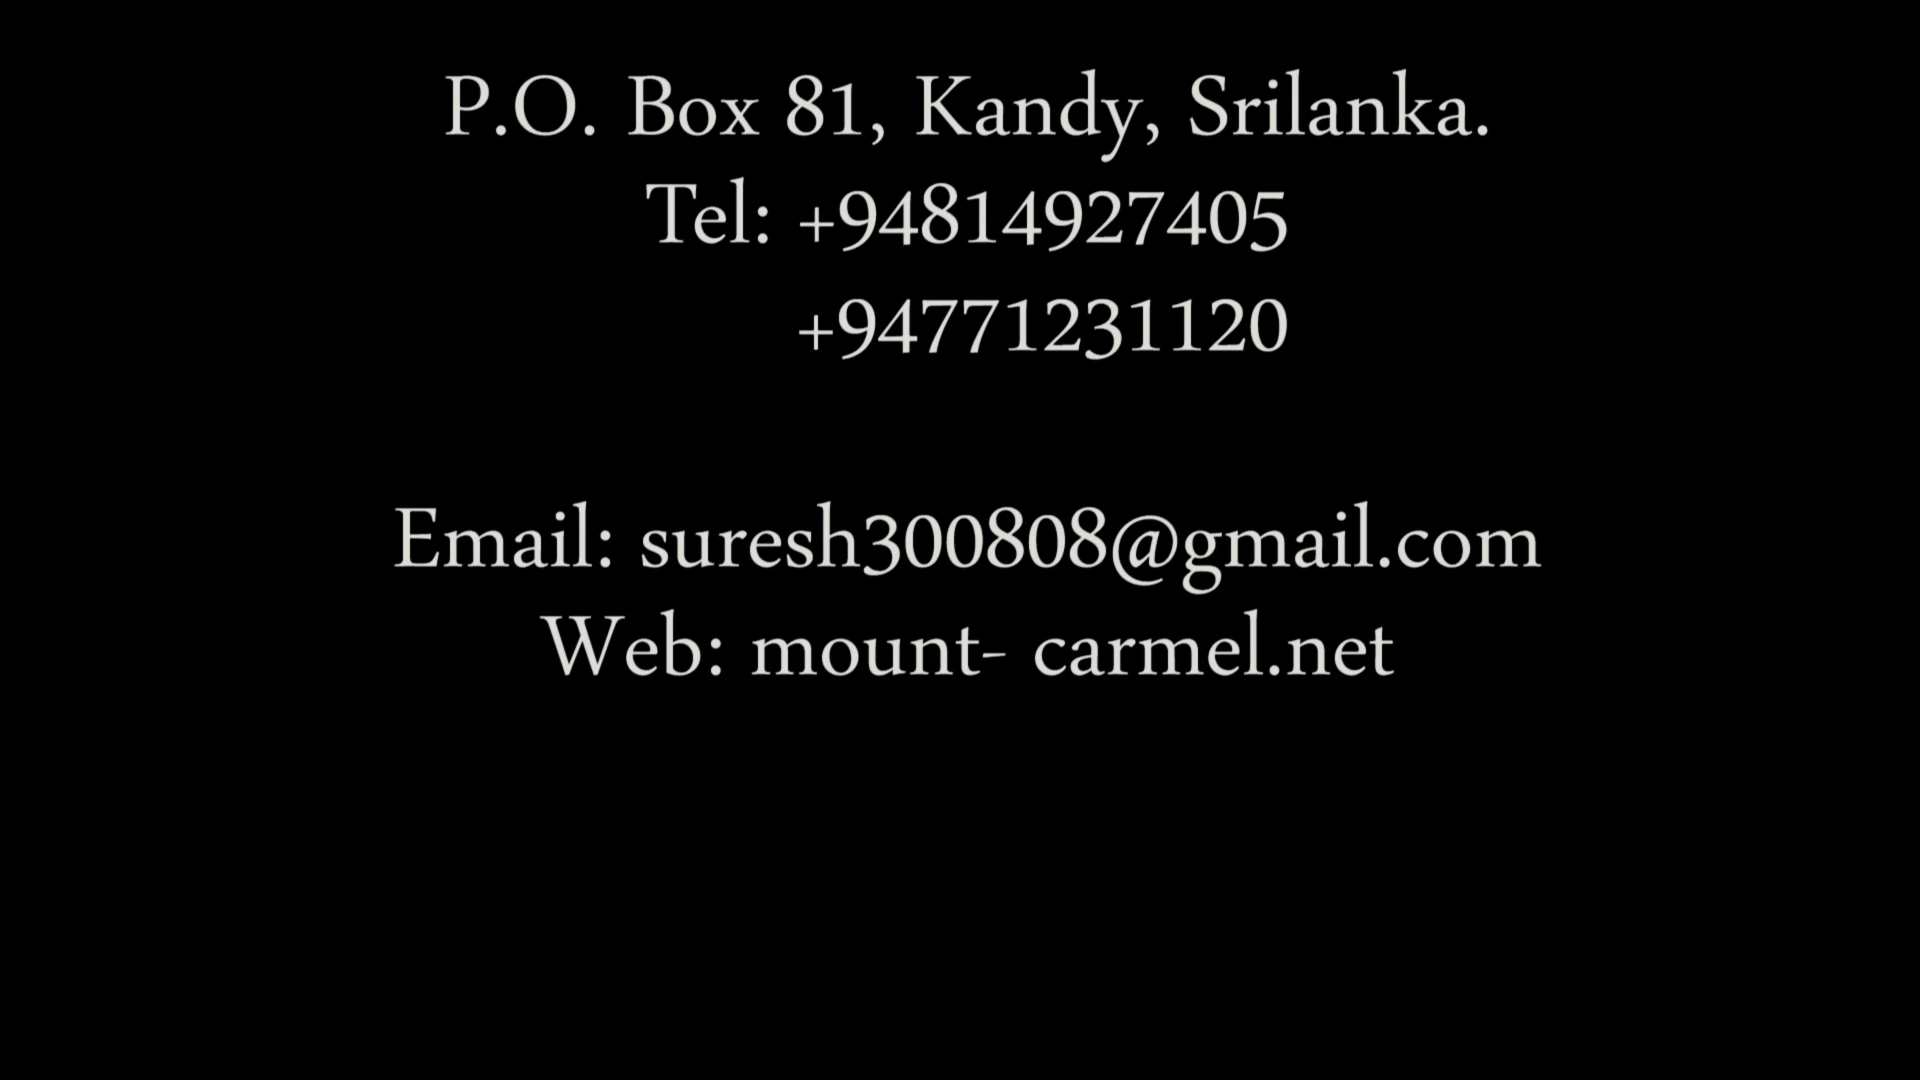 P.O. Box 81, Kandy, Srilanka.
Tel: +94814927405
+94771231120
Email: suresh300808@gmail.com
Web: mount- carmel.net